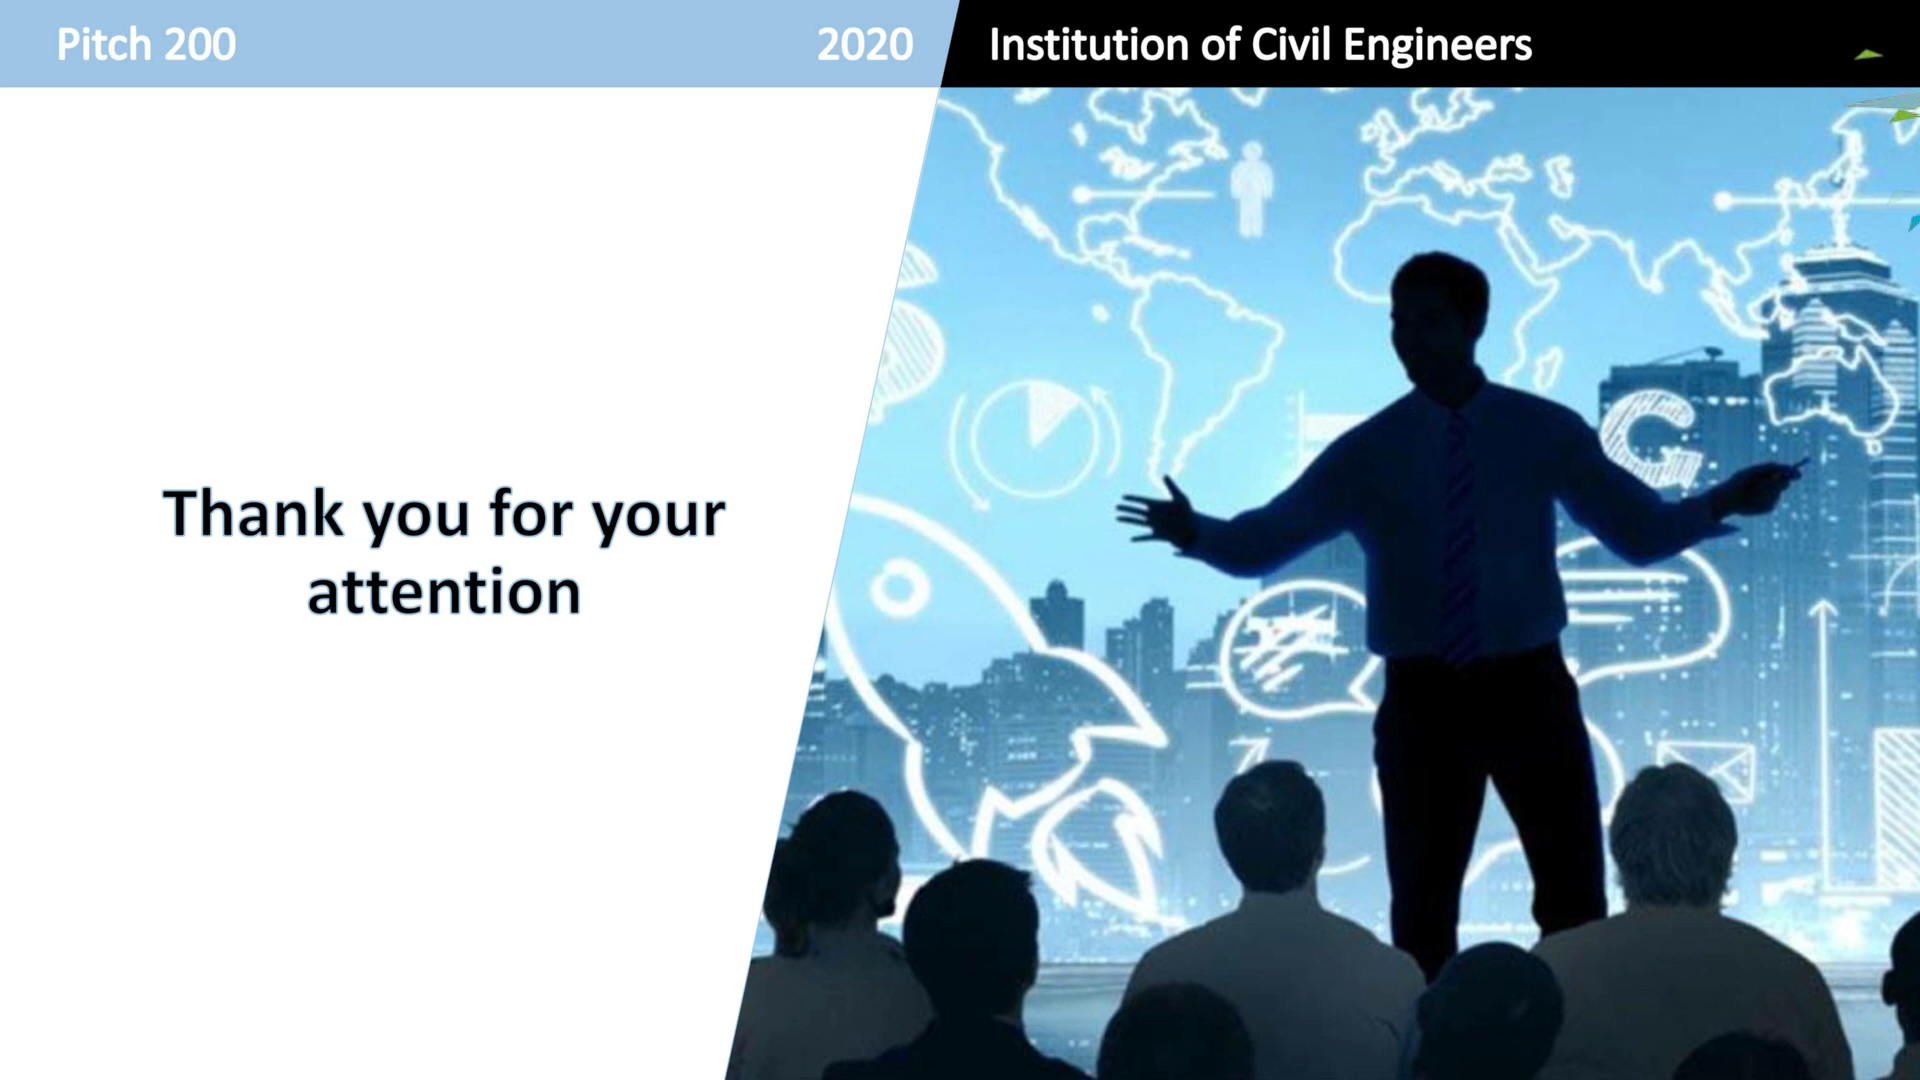 Pitch 200
2020
Institution of Civil Engineers
Thank you for your
attention